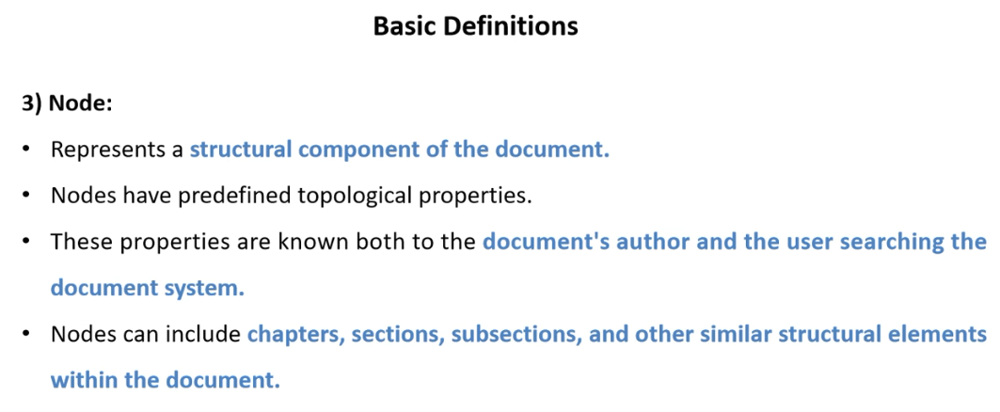 Basic Definitions
3) Node:
• Represents a structural component of the document.
• Nodes have predefined topological properties.
• These properties are known both to the document's author and the user searching the
document system.
• Nodes can include chapters, sections, subsections, and other similar structural elements
within the document.